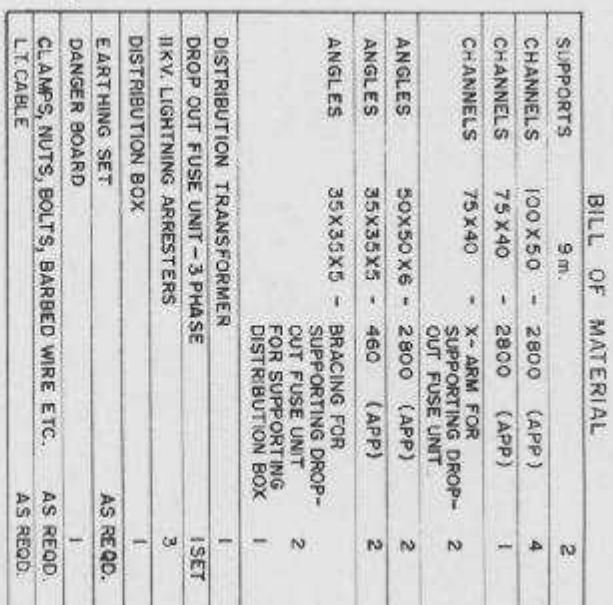 BILL OF MATERIAL
SUPPORTS 9 m. 2
CHANNELS 100X50 - 2800 (APP) 4
CHANNELS 75X40 - 2800 (APP) 1
CHANNELS 75X40 - X-ARM FOR
SUPPORTING DROP-
OUT FUSE UNIT 2
ANGLES 50X50X6 - 2800 (APP) 2
ANGLES 35X35X5 - 460 (APP) 2
ANGLES 35X35X5 - BRACING FOR
SUPPORTING DROP-
OUT FUSE UNIT 2
FOR SUPPORTING
DISTRIBUTION BOX 1
DISTRIBUTION TRANSFORMER 1
DROP OUT FUSE UNIT - 3 PHASE 1 SET
11KV. LIGHTNING ARRESTERS 3
DISTRIBUTION BOX 1
EARTHING SET AS REQD.
DANGER BOARD 1
CLAMPS, NUTS, BOLTS, BARBED WIRE ETC. AS REQD.
L.T. CABLE AS REQD.